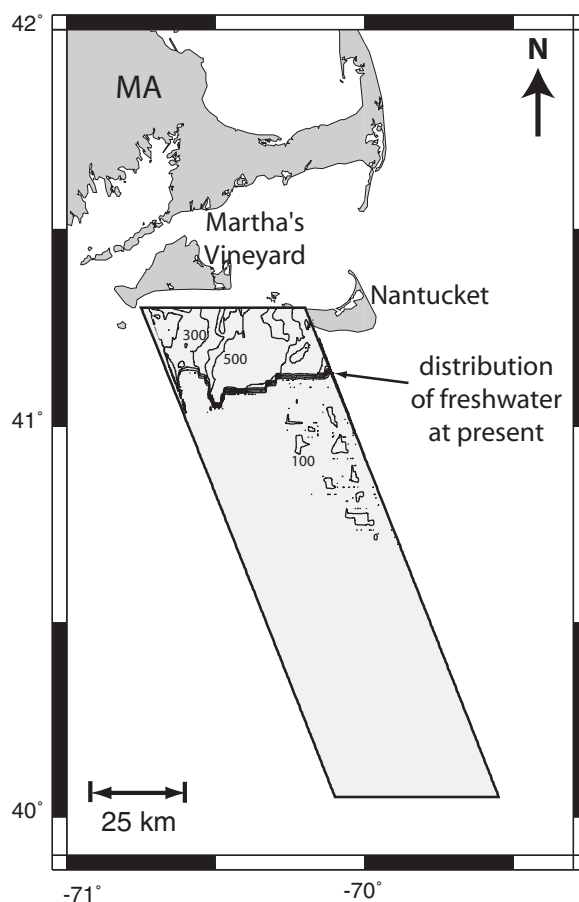 42°
N
MA
Martha's
Vineyard
Nantucket
300
500
distribution
of freshwater
at present
41°
100
40°
25 km
-71°
-70°